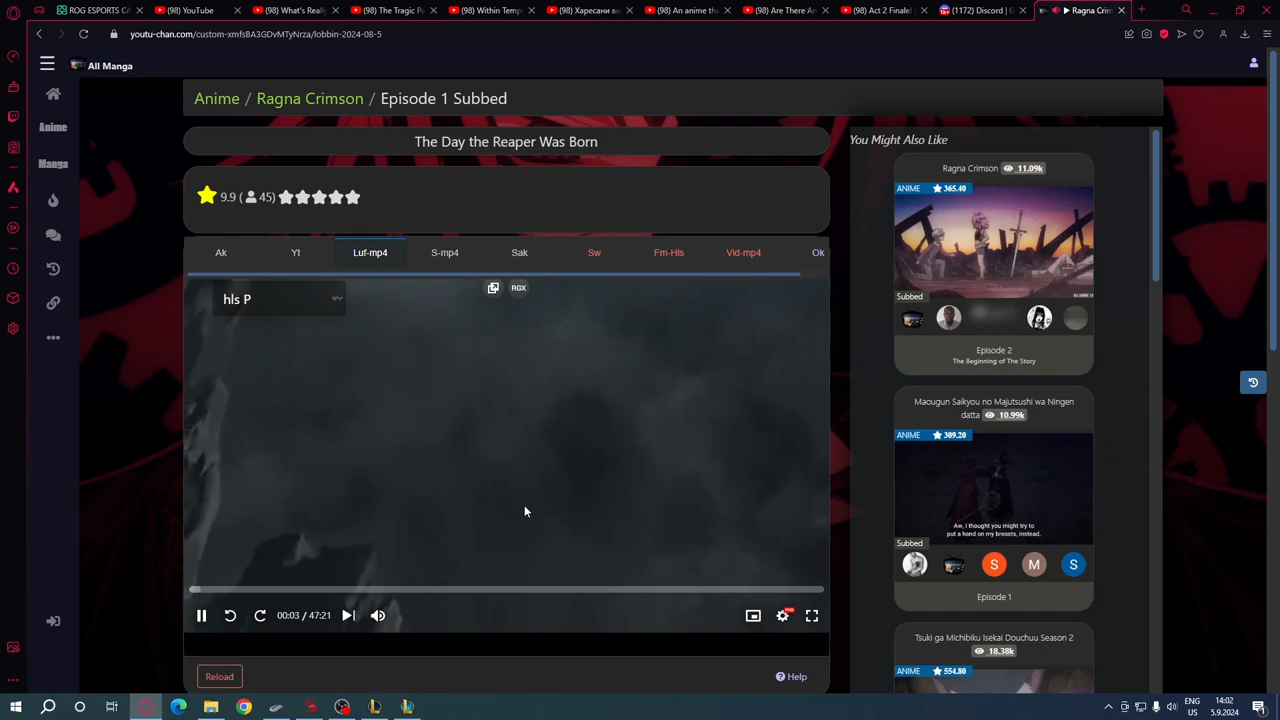 ROG ESPORTS CA
(98) YouTube
(98) What's Really
(98) The Tragic Pa
(98) Within Temp
(98) Харесани ви
(98) An anime tha
(98) Are There An
(98) Act 2 Finale!
(1172) Discord | G
Ragna Crim
youtu-chan.com/custom-xmfsBA3GDvMTyNrza/lobbin-2024-08-5
All Manga
Anime
Manga
Anime / Ragna Crimson / Episode 1 Subbed
The Day the Reaper Was Born
9.9 ( 45)
Ak Yt Luf-mp4 S-mp4 Sak Sw Fm-Hls Vid-mp4 Ok
hls P
RGX
00:03 / 47:21
Reload
Help
You Might Also Like
Ragna Crimson 11.09k
ANIME 365.40
Subbed
Episode 2
The Beginning of The Story
Maougun Saikyou no Majutsushi wa Ningen
datta 10.99k
ANIME 309.20
Aw, I thought you might try to
put a hand on my breasts, instead.
Subbed
S M S
Episode 1
Tsuki ga Michibiku Isekai Douchuu Season 2
18.38k
ANIME 554.80
ENG
US
14:02
5.9.2024